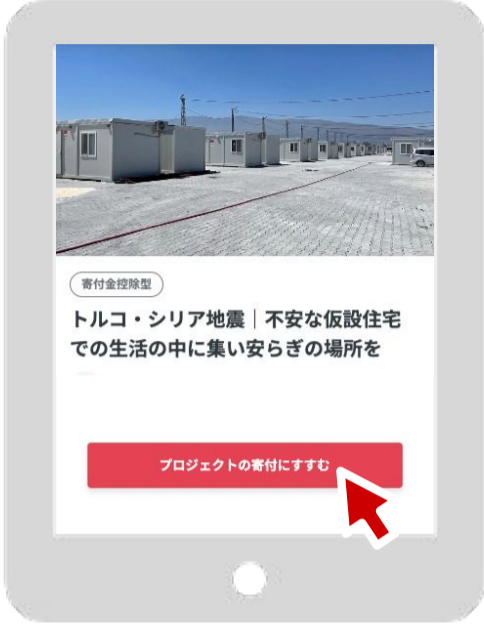 寄付金控除型
トルコ・シリア地震｜不安な仮設住宅
での生活の中に集い安らぎの場所を
プロジェクトの寄付にすすむ